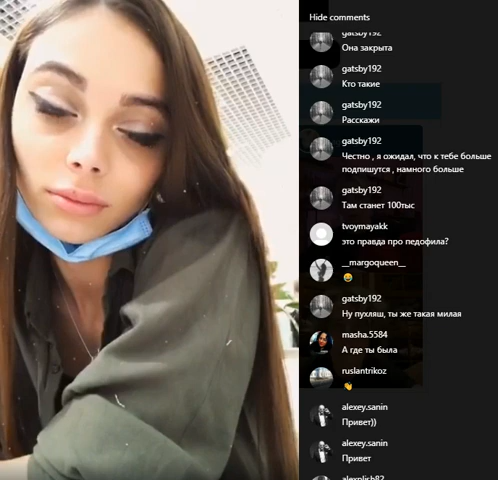 Hide comments
gatsby192
Она закрыта
gatsby192
Кто такие
gatsby192
Расскажи
gatsby192
Честно , я ожидал, что к тебе больше
подпишутся , намного больше
gatsby192
Там станет 100тыс
tvoymayakk
это правда про педофила?
__margoqueen__
😂
gatsby192
Ну пухляш, ты же такая милая
masha.5584
А где ты была
ruslantrikoz
👏
alexey.sanin
Привет))
alexey.sanin
Привет
alexplish82